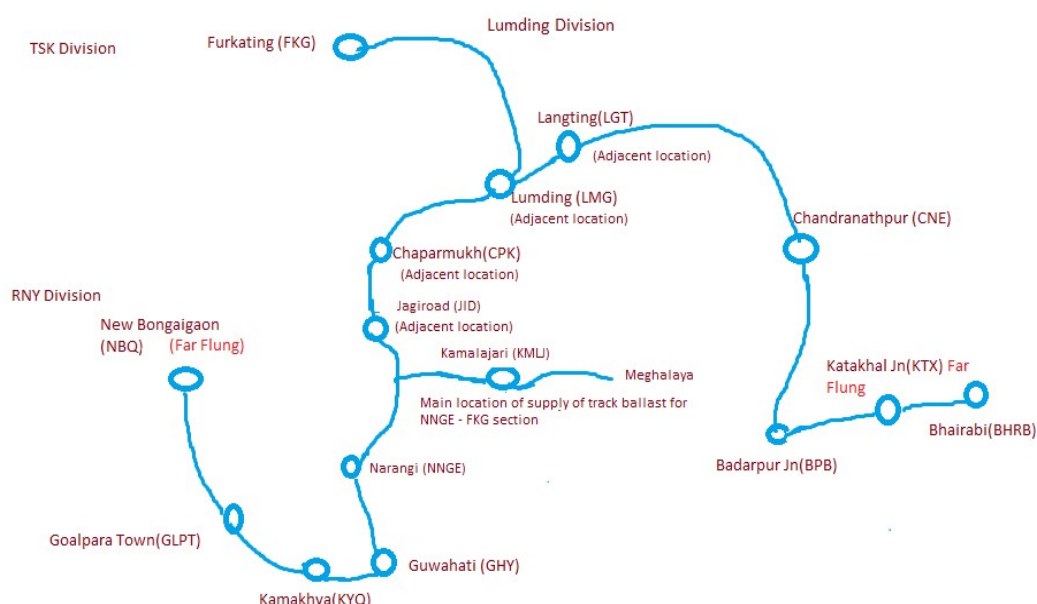 Lumding Division
TSK Division
Furkating (FKG)
Langting(LGT)
(Adjacent location)
Lumding (LMG)
(Adjacent location)
Chandranathpur (CNE)
Chaparmukh(CPK)
(Adjacent location)
RNY Division
Jagiroad (JID)
(Adjacent location)
New Bongaigaon
(NBQ) (Far Flung)
Kamalajari (KMLJ)
Meghalaya
Main location of supply of track ballast for
NNGE - FKG section
Katakhal Jn(KTX) Far
Flung
Bhairabi(BHRB)
Badarpur Jn(BPB)
Narangi (NNGE)
Goalpara Town(GLPT)
Guwahati (GHY)
Kamakhya(KYQ)